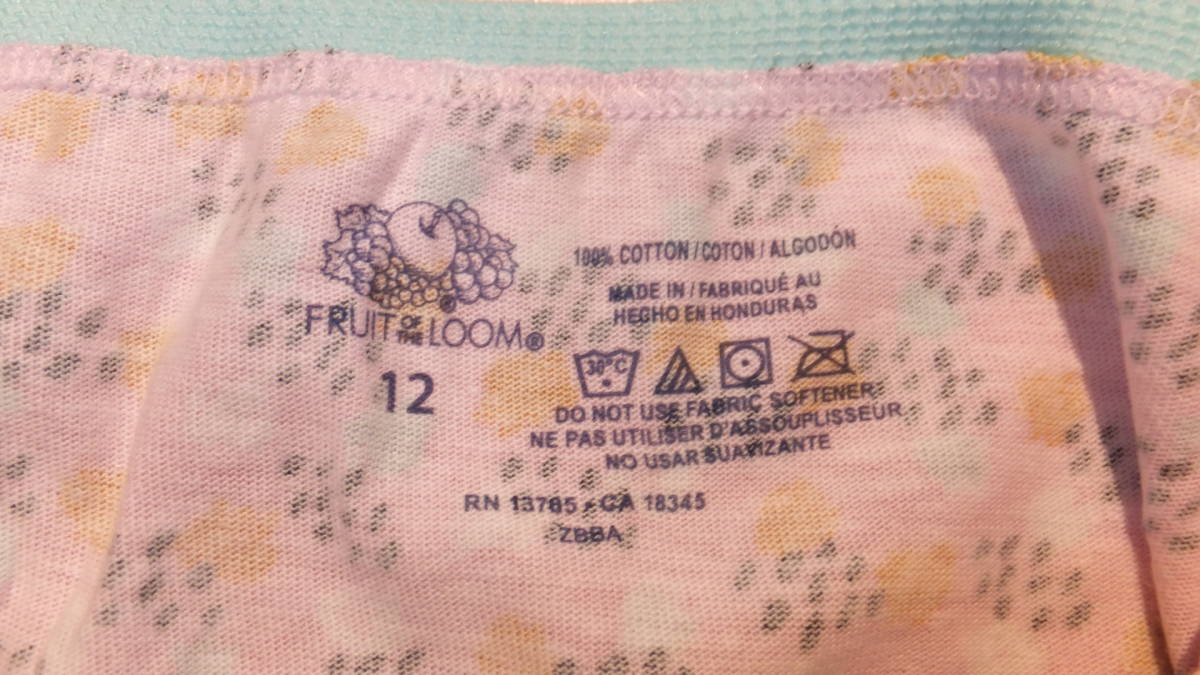 FRUIT OF THE LOOM®
12
100% COTTON / COTON / ALGODÓN
MADE IN / FABRIQUÉ AU
HECHO EN HONDURAS
30°C
DO NOT USE FABRIC SOFTENER
NE PAS UTILISER D'ASSOUPLISSEUR
NO USAR SUAVIZANTE
RN 13765 - CA 18345
ZBBA